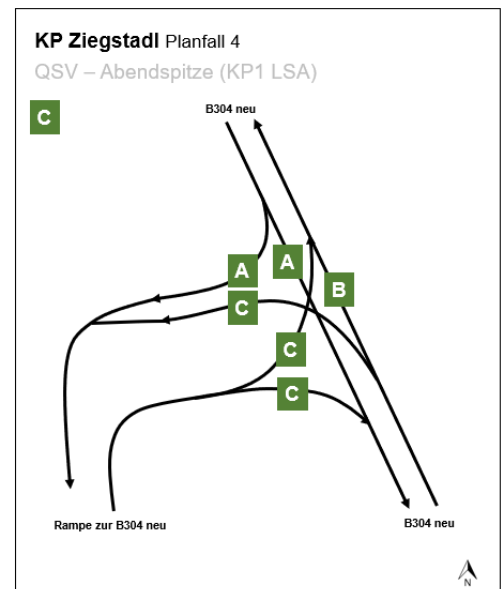 KP Ziegstadl Planfall 4
QSV – Abendspitze (KP1 LSA)
C
B304 neu
A
A
B
C
C
C
Rampe zur B304 neu
B304 neu
N